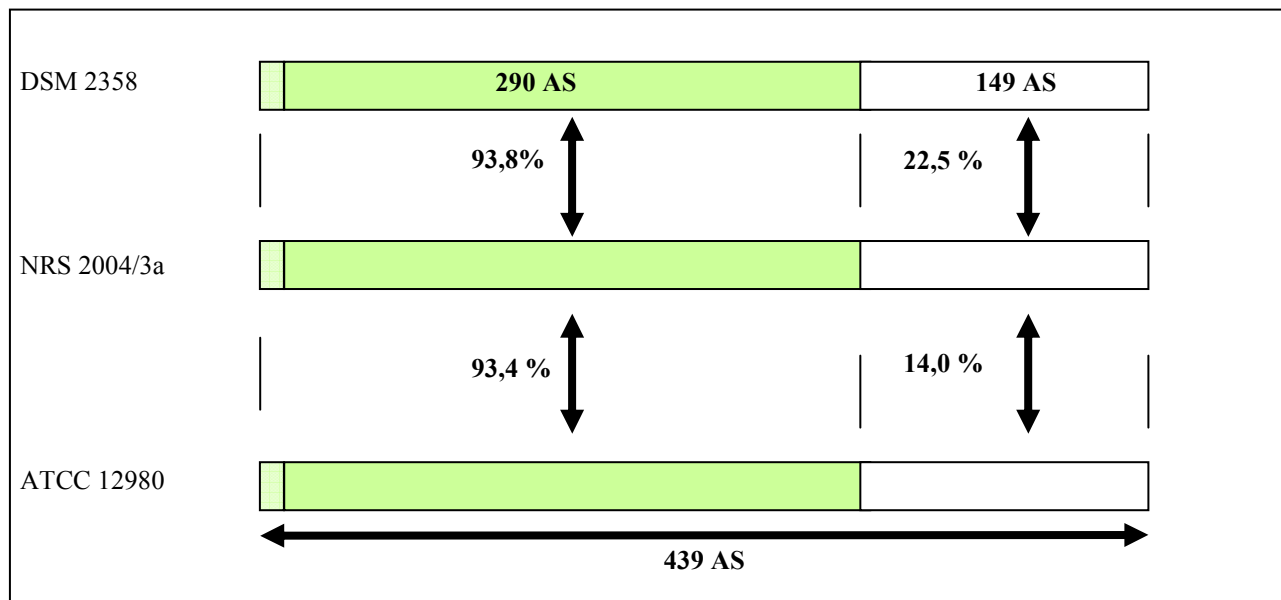 DSM 2358
290 AS
149 AS
93,8%
22,5 %
NRS 2004/3a
93,4 %
14,0 %
ATCC 12980
439 AS